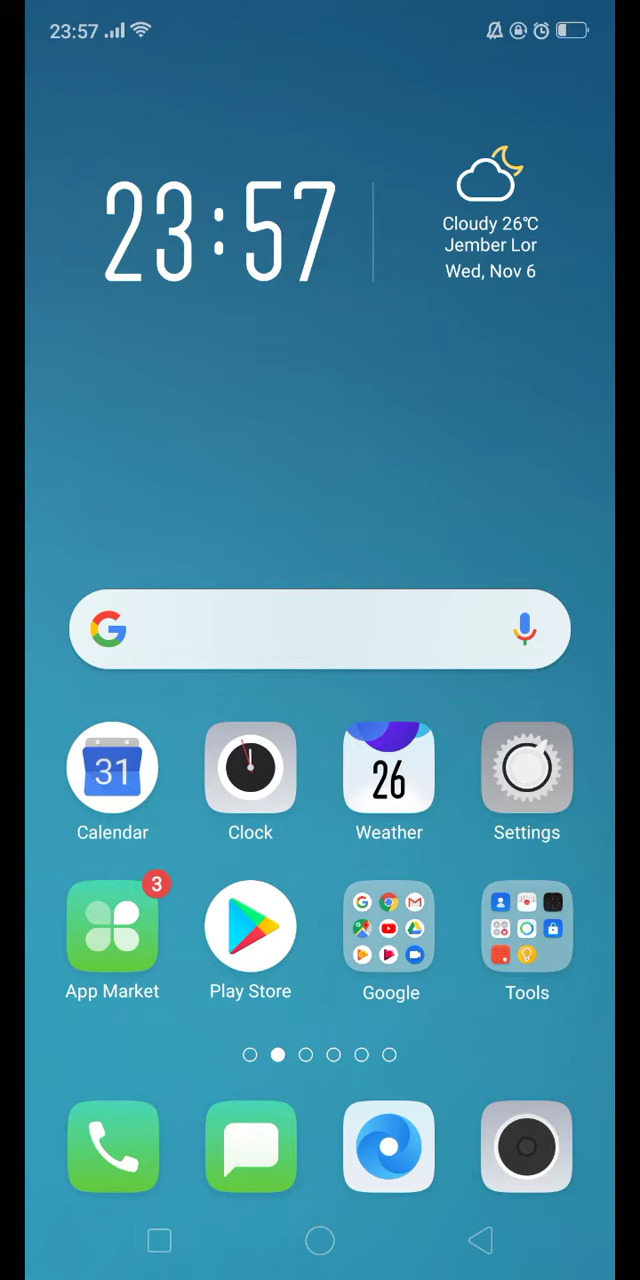 23:57
23:57
Cloudy 26℃
Jember Lor
Wed, Nov 6
31
26
Calendar
Clock
Weather
Settings
3
App Market
Play Store
Google
Tools